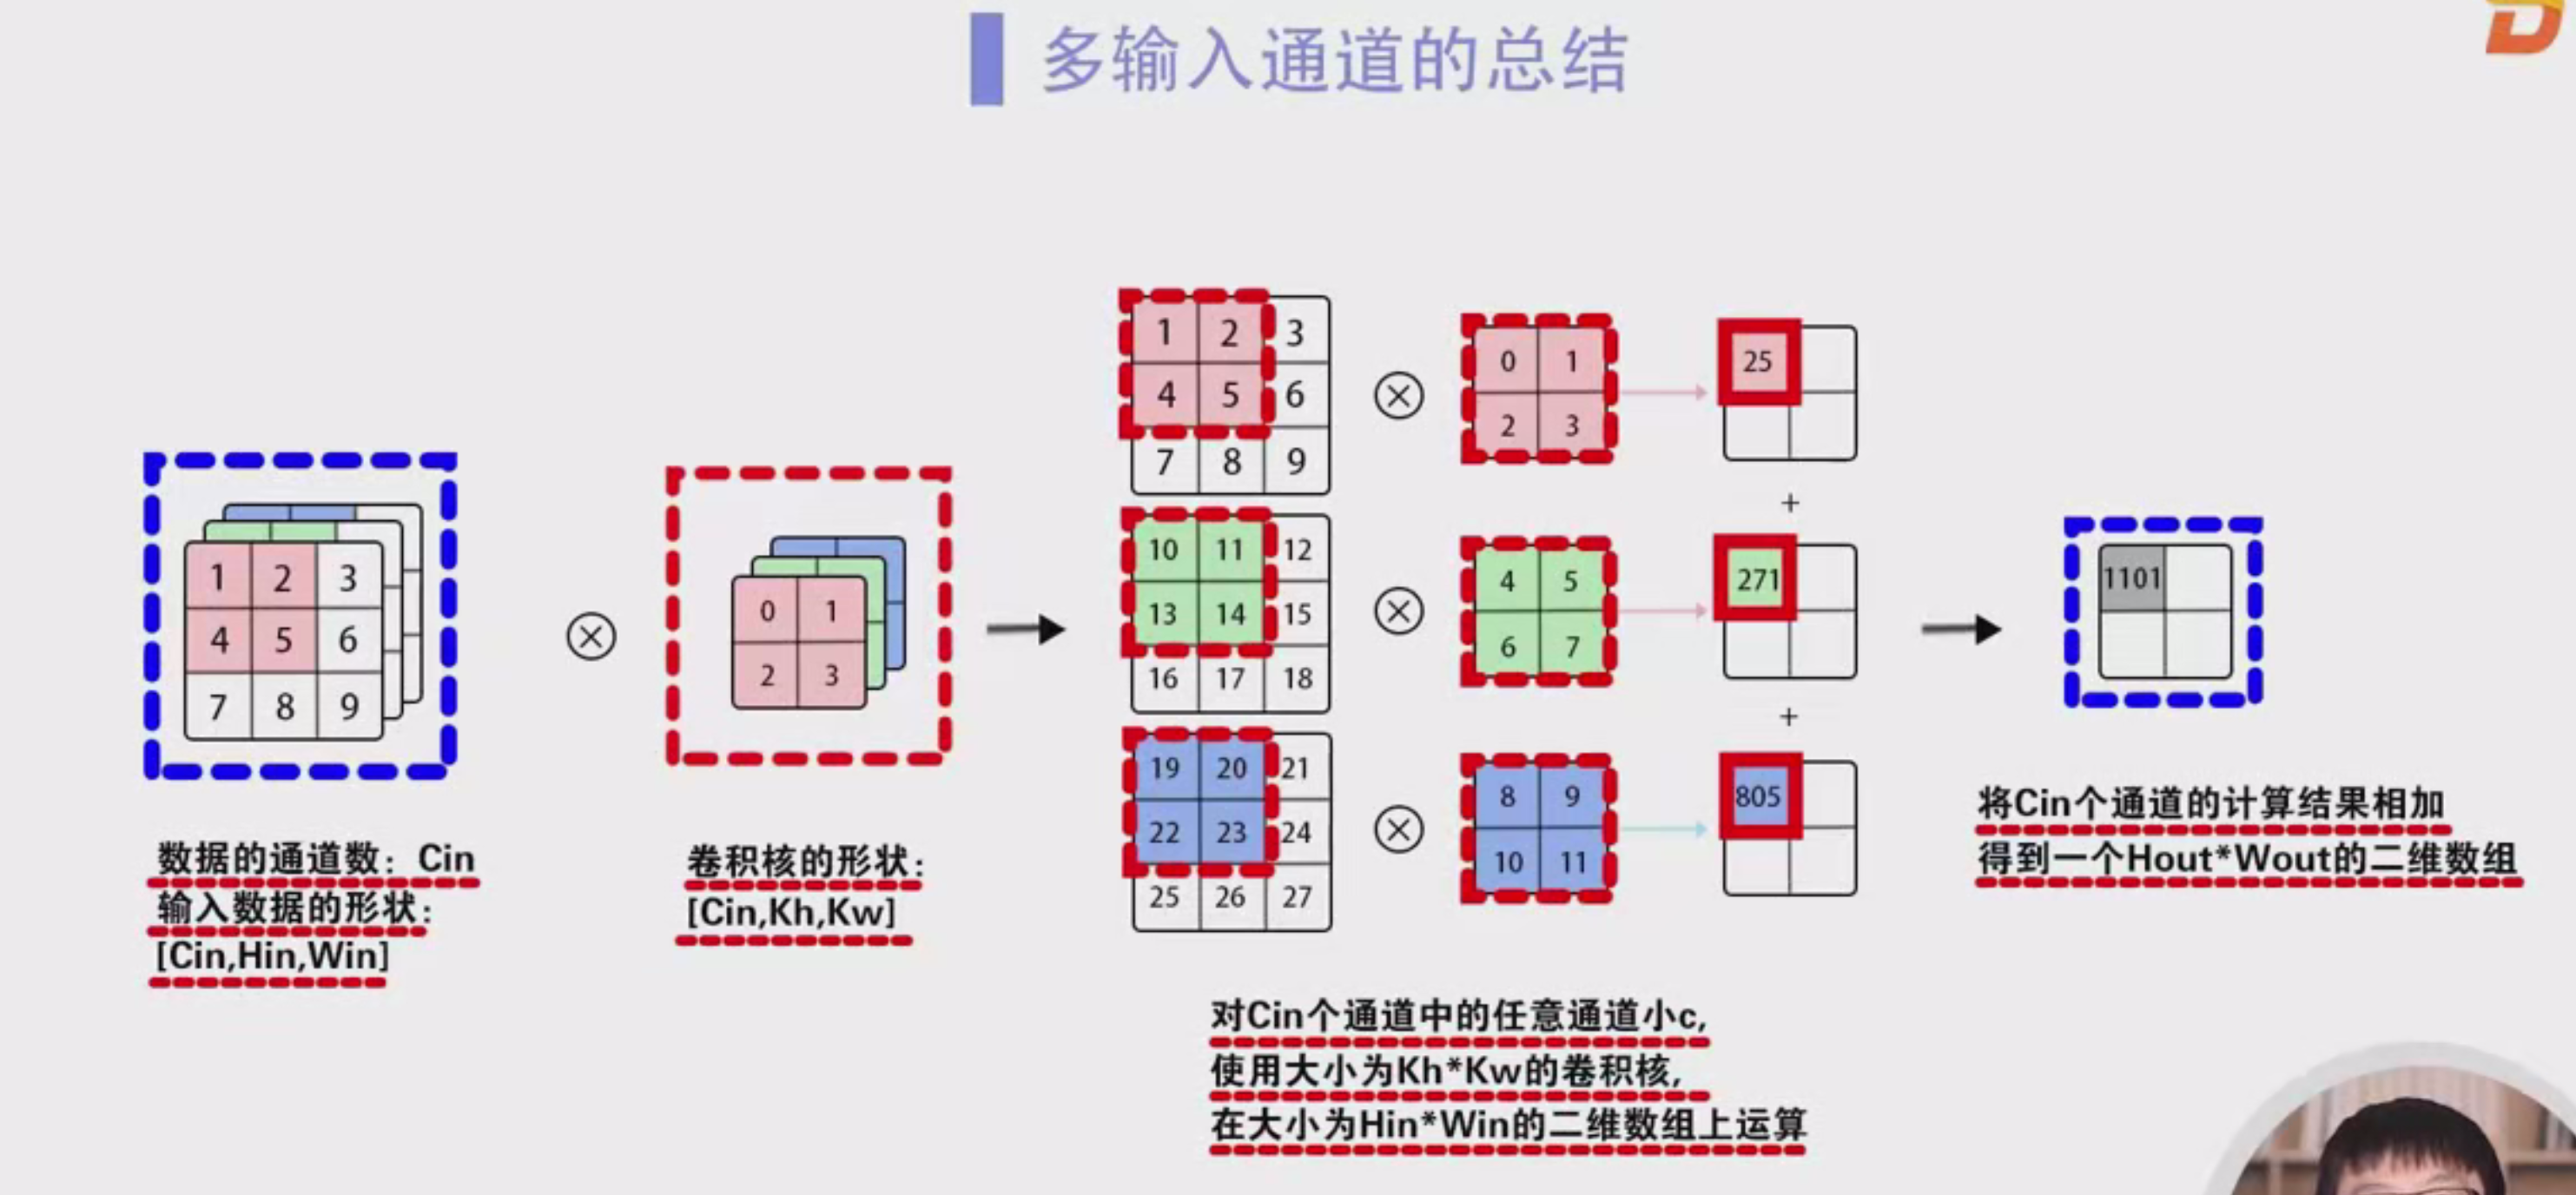 多输入通道的总结
1 2 3
4 5 6
7 8 9
数据的通道数：Cin
输入数据的形状：
[Cin,Hin,Win]
⊗
0 1
2 3
卷积核的形状：
[Cin,Kh,Kw]
1 2 3
4 5 6
7 8 9
⊗
0 1
2 3
25
+
10 11 12
13 14 15
16 17 18
⊗
4 5
6 7
271
+
19 20 21
22 23 24
25 26 27
⊗
8 9
10 11
805
对Cin个通道中的任意通道小c,
使用大小为Kh*Kw的卷积核,
在大小为Hin*Win的二维数组上运算
1101
将Cin个通道的计算结果相加
得到一个Hout*Wout的二维数组